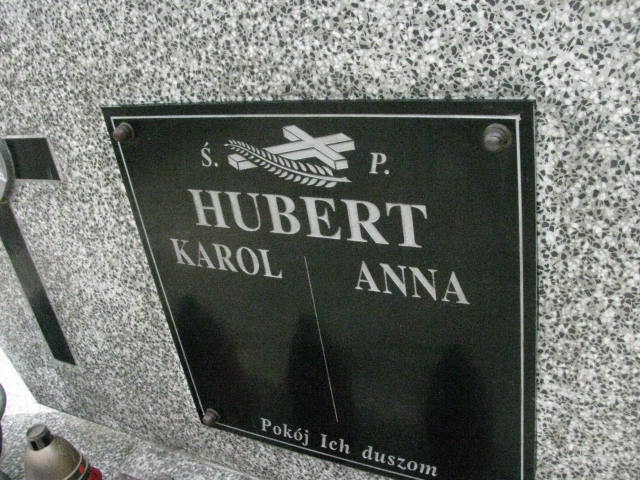 Ś. P.
HUBERT
KAROL ANNA
Pokój Ich duszom